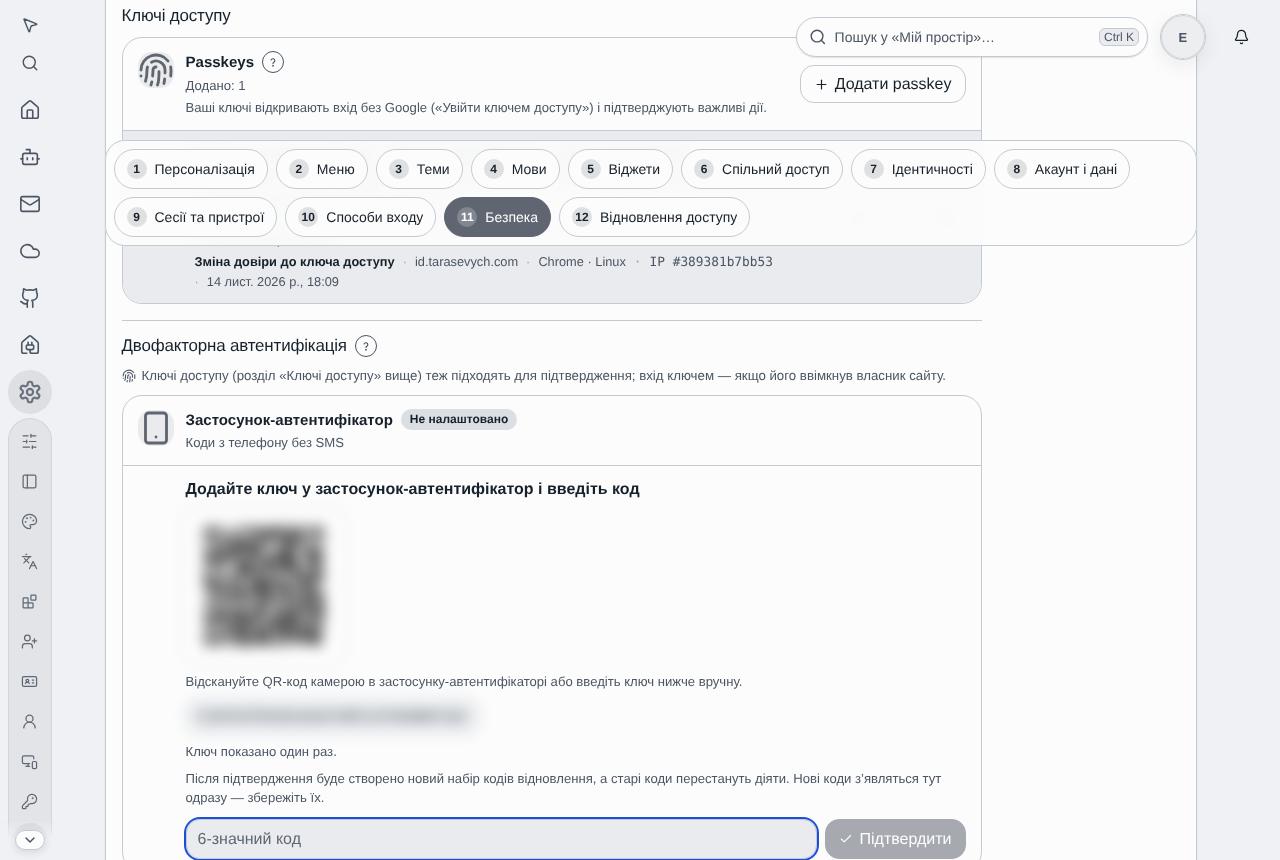 Ключі доступу
Пошук у «Мій простір»…
Ctrl K
E
Passkeys ?
Додано: 1
Ваші ключі відкривають вхід без Google («Увійти ключем доступу») і підтверджують важливі дії.
Додати passkey
1 Персоналізація
2 Меню
3 Теми
4 Мови
5 Віджети
6 Спільний доступ
7 Ідентичності
8 Акаунт і дані
9 Сесії та пристрої
10 Способи входу
11 Безпека
12 Відновлення доступу
Зміна довіри до ключа доступу · id.tarasevych.com · Chrome · Linux · IP #389381b7bb53
· 14 лист. 2026 р., 18:09
Двофакторна автентифікація ?
Ключі доступу (розділ «Ключі доступу» вище) теж підходять для підтвердження; вхід ключем — якщо його ввімкнув власник сайту.
Застосунок-автентифікатор Не налаштовано
Коди з телефону без SMS
Додайте ключ у застосунок-автентифікатор і введіть код
Відскануйте QR-код камерою в застосунку-автентифікаторі або введіть ключ нижче вручну.
Ключ показано один раз.
Після підтвердження буде створено новий набір кодів відновлення, а старі коди перестануть діяти. Нові коди з’являться тут
одразу — збережіть їх.
6-значний код
Підтвердити